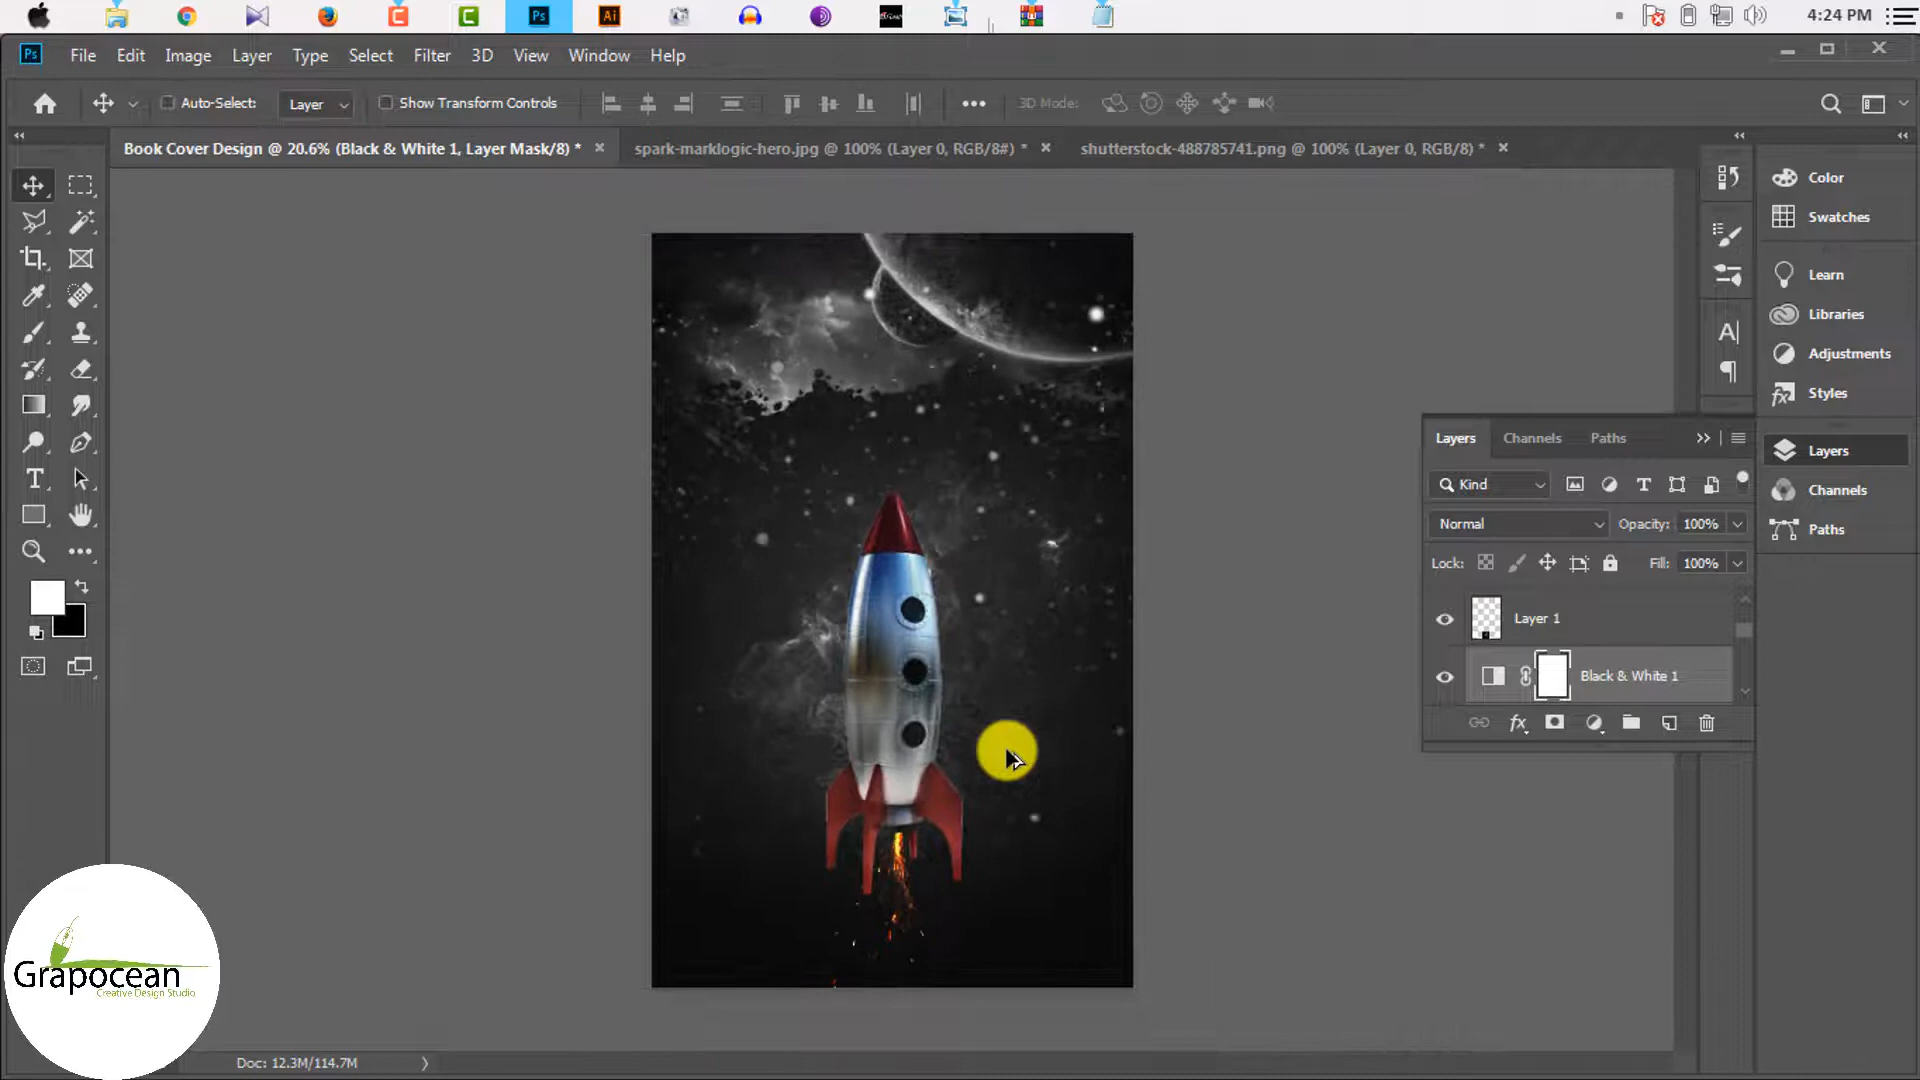 4:24 PM
Ps
File Edit Image Layer Type Select Filter 3D View Window Help
Auto-Select: Layer Show Transform Controls 3D Mode:
Book Cover Design @ 20.6% (Black & White 1, Layer Mask/8) *
spark-marklogic-hero.jpg @ 100% (Layer 0, RGB/8#) *
shutterstock-488785741.png @ 100% (Layer 0, RGB/8) *
Color
Swatches
Learn
Libraries
Adjustments
Styles
Layers
Channels
Paths
Layers Channels Paths
Kind
Normal Opacity: 100%
Lock: Fill: 100%
Layer 1
Black & White 1
Grapocean
Creative Design Studio
Doc: 12.3M/114.7M